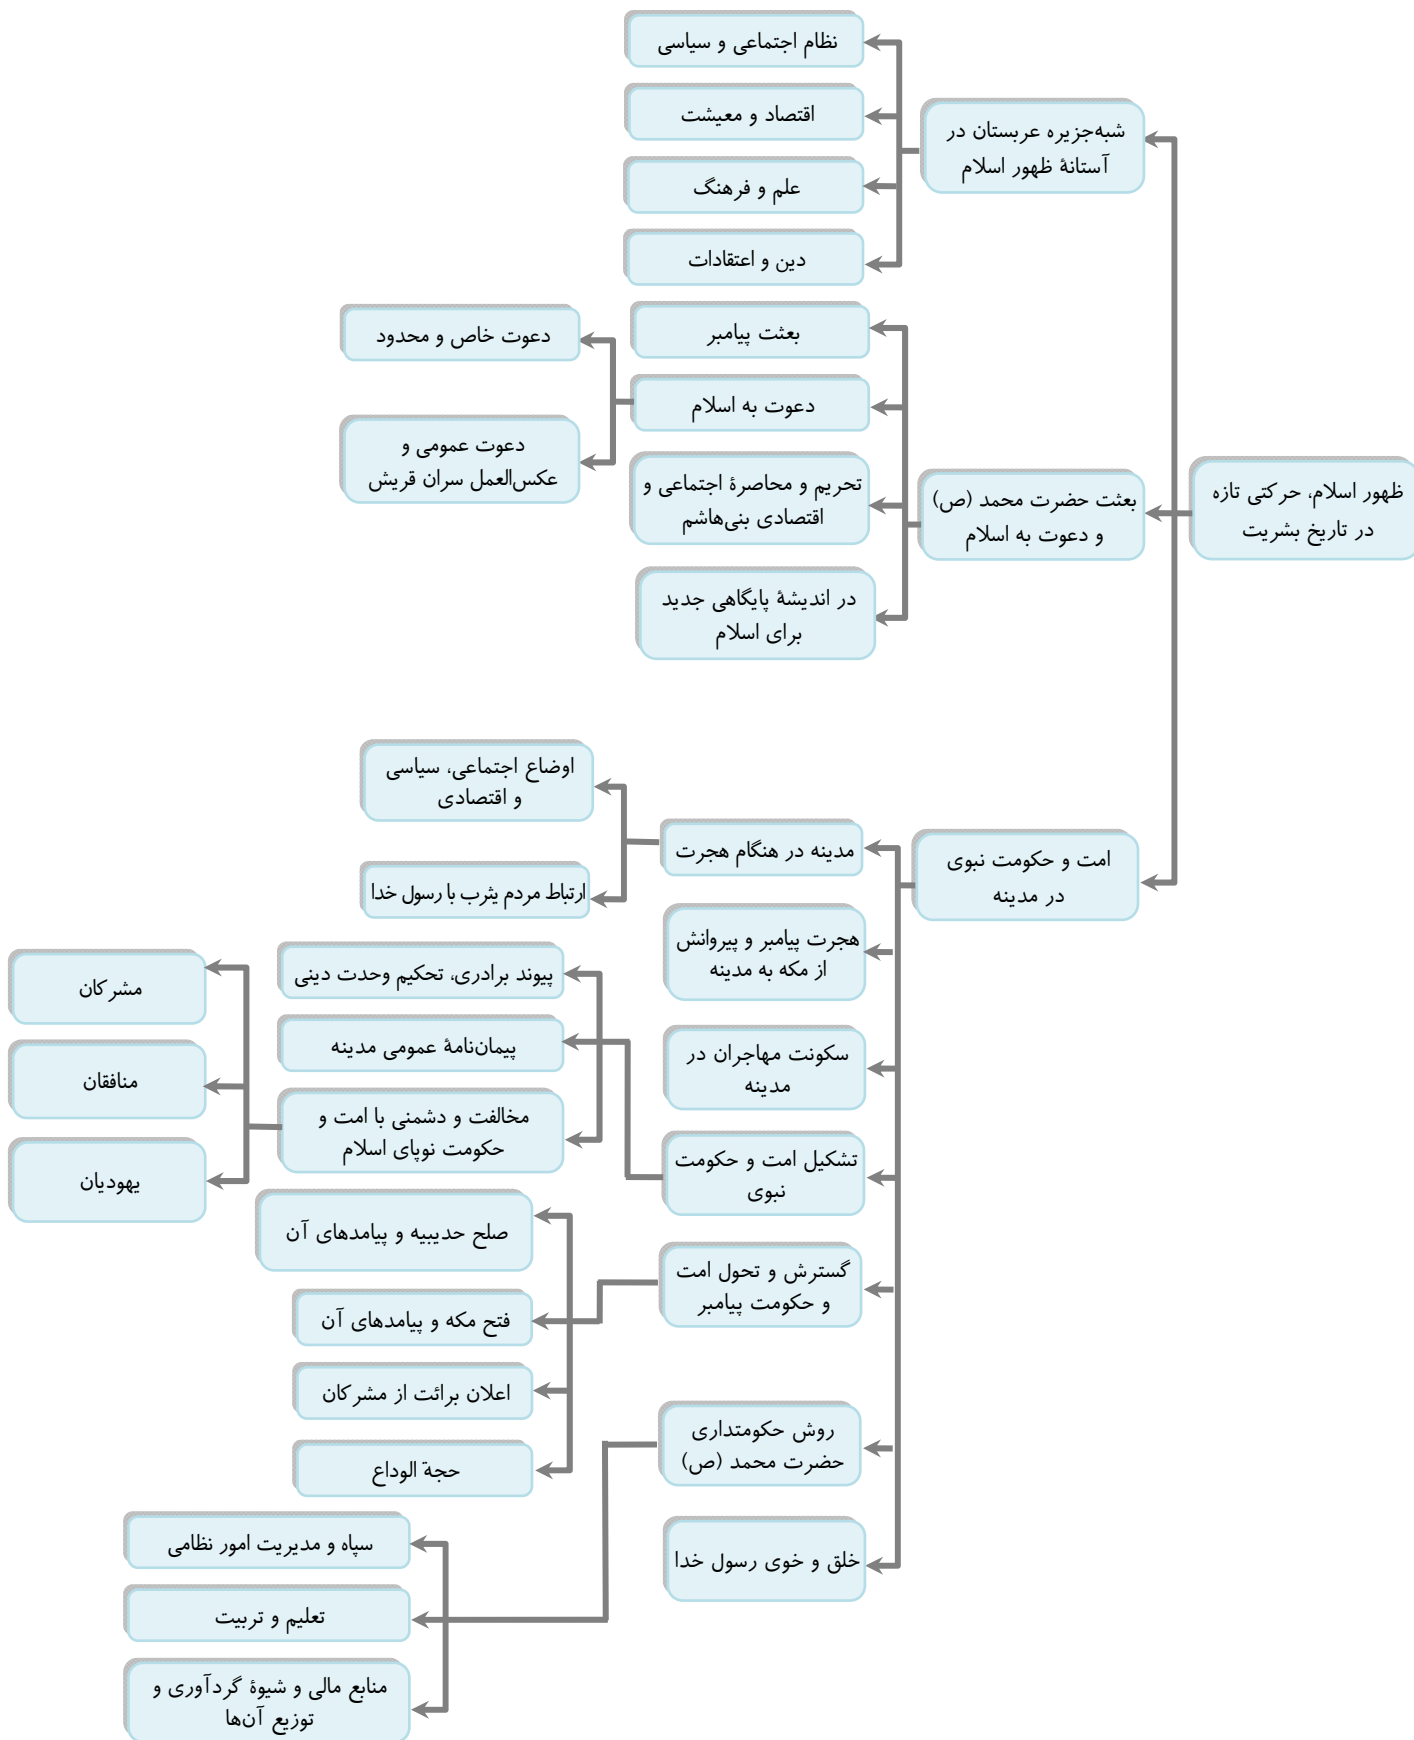 ظهور اسلام، حرکتی تازه
در تاریخ بشریت
شبه‌جزیره عربستان در
آستانهٔ ظهور اسلام
نظام اجتماعی و سیاسی
اقتصاد و معیشت
علم و فرهنگ
دین و اعتقادات
بعثت حضرت محمد (ص)
و دعوت به اسلام
بعثت پیامبر
دعوت به اسلام
دعوت خاص و محدود
دعوت عمومی و
عکس‌العمل سران قریش
تحریم و محاصرهٔ اجتماعی و
اقتصادی بنی‌هاشم
در اندیشهٔ پایگاهی جدید
برای اسلام
امت و حکومت نبوی
در مدینه
مدینه در هنگام هجرت
اوضاع اجتماعی، سیاسی
و اقتصادی
ارتباط مردم یثرب با رسول خدا
هجرت پیامبر و پیروانش
از مکه به مدینه
سکونت مهاجران در
مدینه
تشکیل امت و حکومت
نبوی
پیوند برادری، تحکیم وحدت دینی
پیمان‌نامهٔ عمومی مدینه
مخالفت و دشمنی با امت و
حکومت نوپای اسلام
مشرکان
منافقان
یهودیان
گسترش و تحول امت
و حکومت پیامبر
صلح حدیبیه و پیامدهای آن
فتح مکه و پیامدهای آن
اعلان برائت از مشرکان
حجة الوداع
روش حکومتداری
حضرت محمد (ص)
سپاه و مدیریت امور نظامی
تعلیم و تربیت
منابع مالی و شیوهٔ گردآوری و
توزیع آن‌ها
خلق و خوی رسول خدا